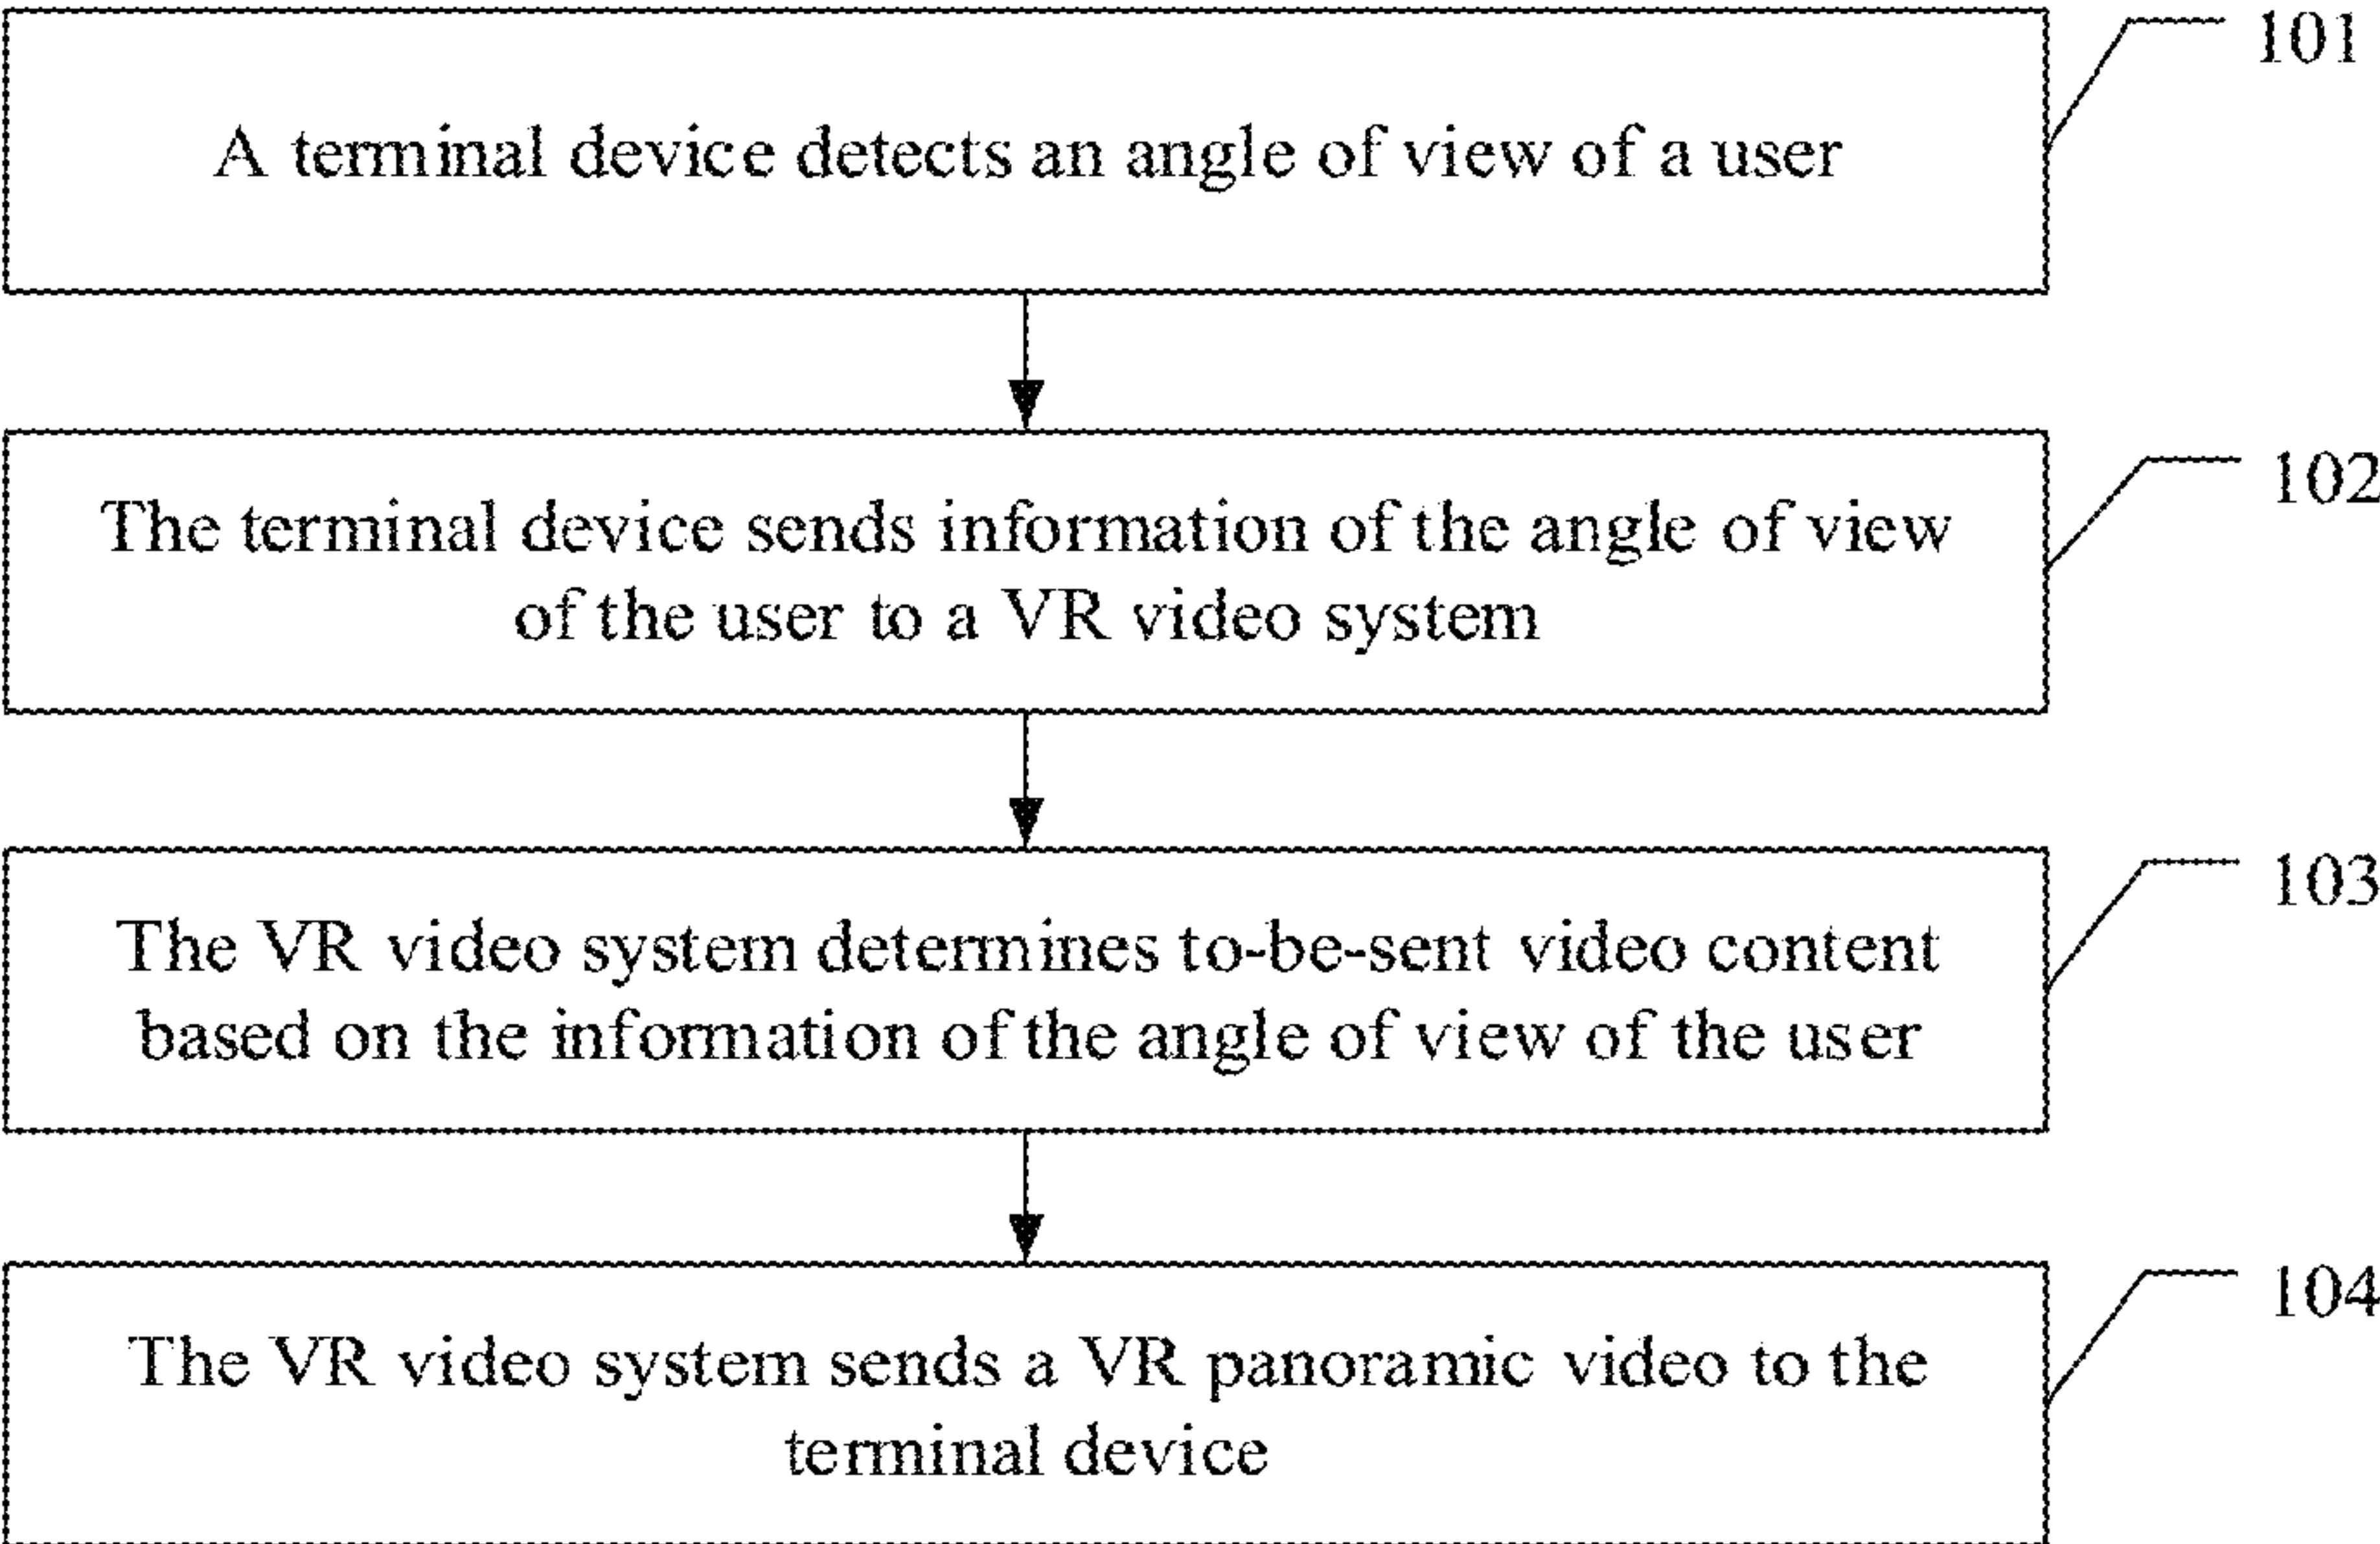 101
A terminal device detects an angle of view of a user
102
The terminal device sends information of the angle of view
of the user to a VR video system
103
The VR video system determines to-be-sent video content
based on the information of the angle of view of the user
104
The VR video system sends a VR panoramic video to the
terminal device